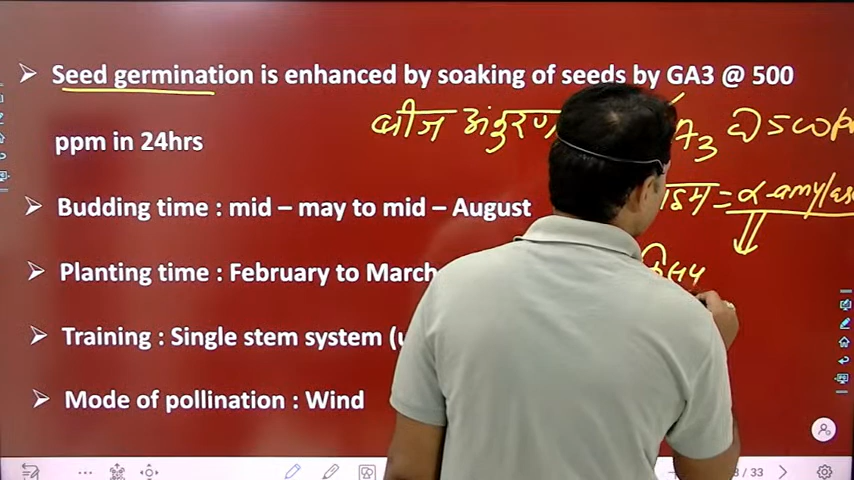 Seed germination is enhanced by soaking of seeds by GA3 @ 500
बीज अंकुरण
ppm in 24hrs
= α amylase
Budding time : mid – may to mid – August
Planting time : February to March
Training : Single stem system
Mode of pollination : Wind
/ 33